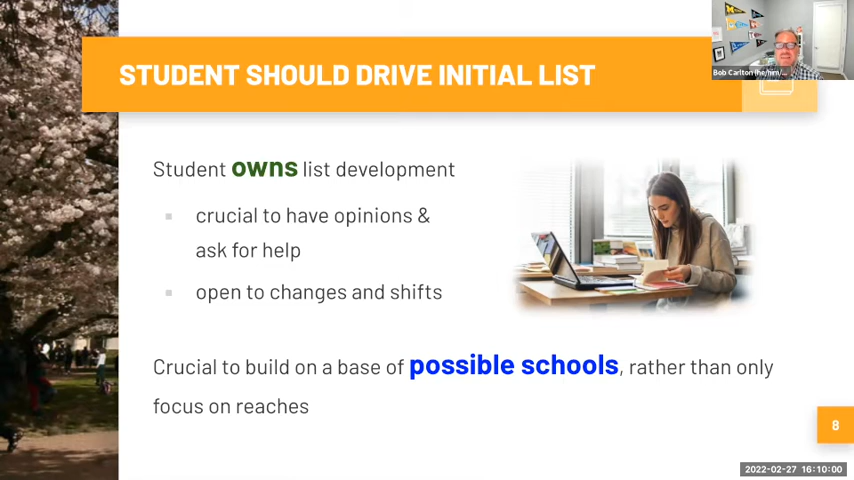 STUDENT SHOULD DRIVE INITIAL LIST
Bob Carlton (he/him/...
Student owns list development
crucial to have opinions &
ask for help
open to changes and shifts
Crucial to build on a base of possible schools, rather than only
focus on reaches
8
2022-02-27 16:10:00